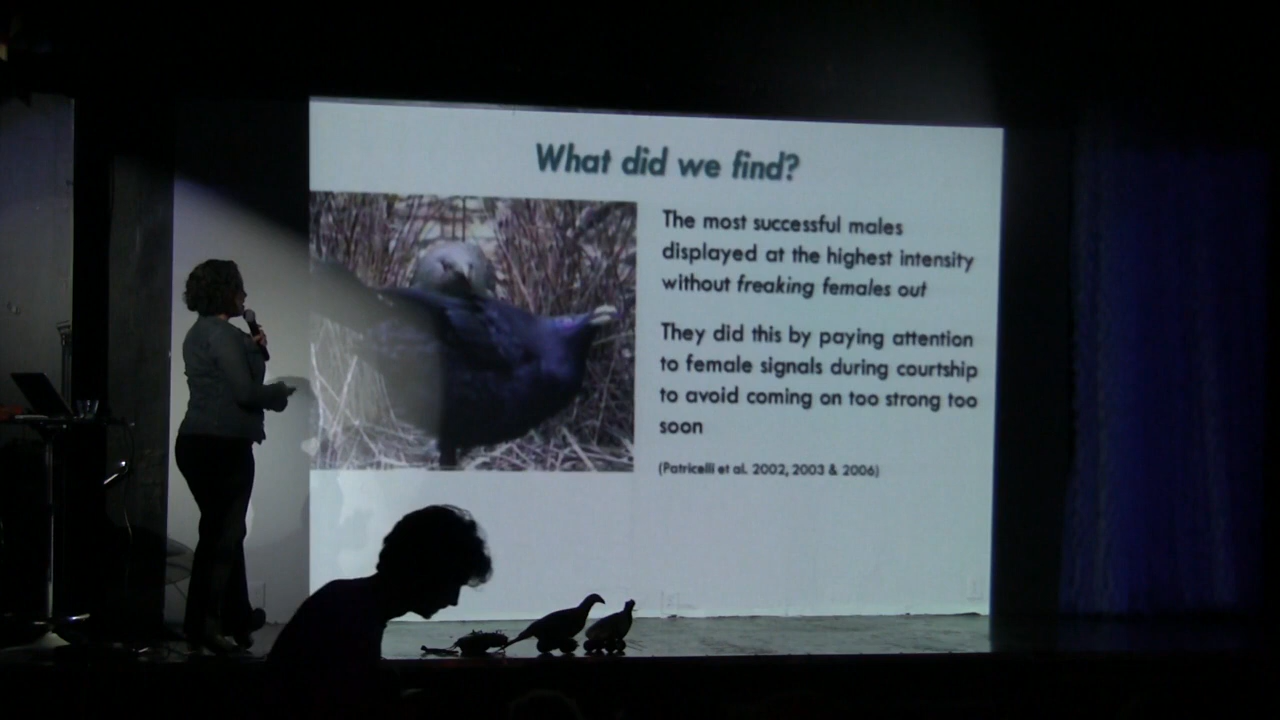 What did we find?
The most successful males
displayed at the highest intensity
without freaking females out
They did this by paying attention
to female signals during courtship
to avoid coming on too strong too
soon
(Patricelli et al. 2002, 2003 & 2006)